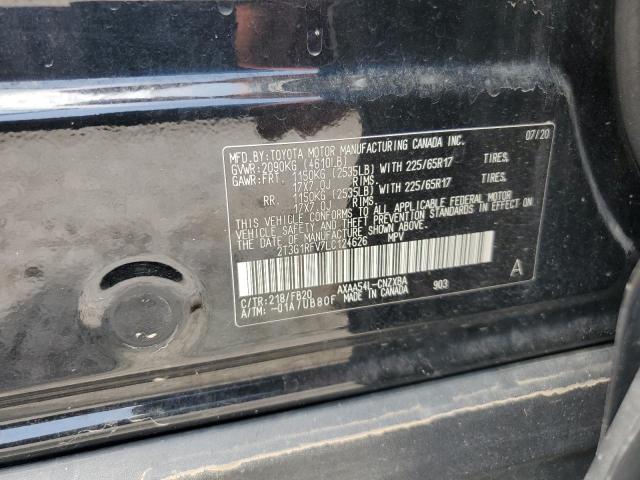 MFD.BY:TOYOTA MOTOR MANUFACTURING CANADA INC. 07/20
GVWR:2090KG (4610LB)
GAWR:FRT. 1150KG (2535LB) WITH 225/65R17 TIRES.
17X7.0J RIMS.
RR. 1150KG (2535LB) WITH 225/65R17 TIRES.
17X7.0J RIMS.
THIS VEHICLE CONFORMS TO ALL APPLICABLE FEDERAL MOTOR
VEHICLE SAFETY AND THEFT PREVENTION STANDARDS IN EFFECT ON
THE DATE OF MANUFACTURE SHOWN ABOVE.
2T3G1RFV7LC124626 MPV
C/TR:218/FB20 AXAA54L-CNZXBA A
A/TM: -01A/UB80F MADE IN CANADA 903